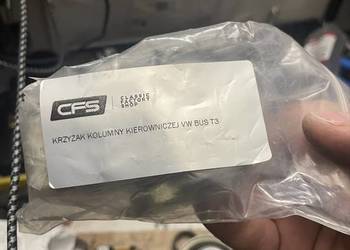 CFS
CLASSIC
FACTORY
SHOP
KRZYŻAK KOLUMNY KIEROWNICZEJ VW BUS T3